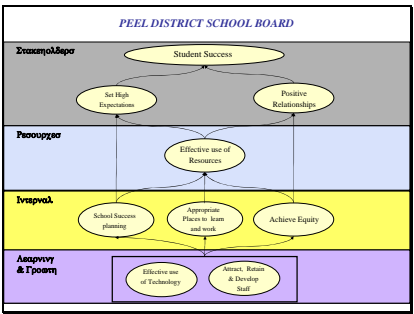 PEEL DISTRICT SCHOOL BOARD
Στακεηολδερσ
Student Success
Set High
Expectations
Positive
Relationships
Ρεσουρχεσ
Effective use of
Resources
Ιντερναλ
School Success
planning
Appropriate
Places to learn
and work
Achieve Equity
Λεαρνινγ
& Γροωτη
Effective use
of Technology
Attract, Retain
& Develop
Staff